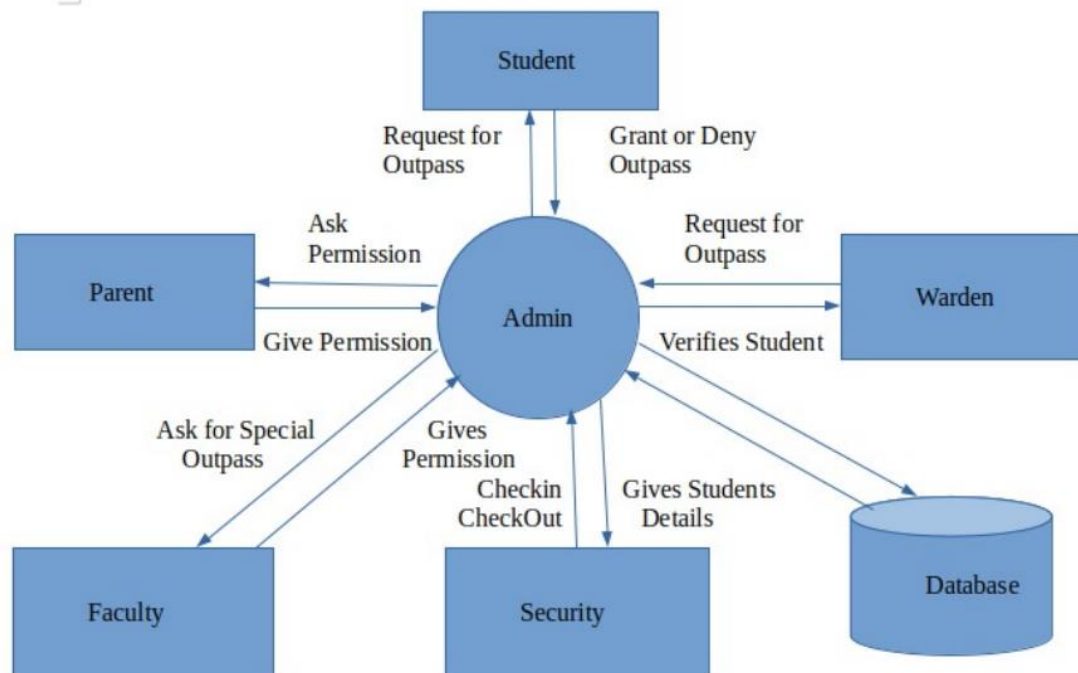 Student
Request for
Outpass
Grant or Deny
Outpass
Ask
Permission
Request for
Outpass
Parent
Admin
Warden
Give Permission
Verifies Student
Ask for Special
Outpass
Gives
Permission
Checkin
CheckOut
Gives Students
Details
Faculty
Security
Database